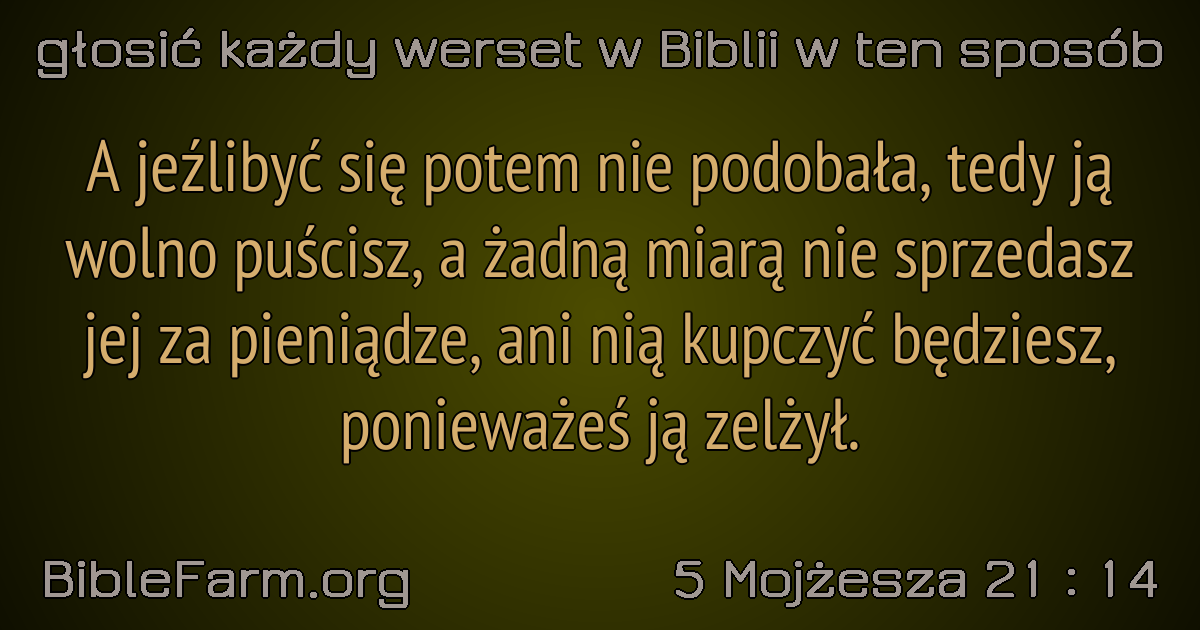 głosić każdy werset w Biblii w ten sposób
A jeźlibyć się potem nie podobała, tedy ją
wolno puścisz, a żadną miarą nie sprzedasz
jej za pieniądze, ani nią kupczyć będziesz,
ponieważeś ją zelżył.
BibleFarm.org
5 Mojżesza 21 : 14